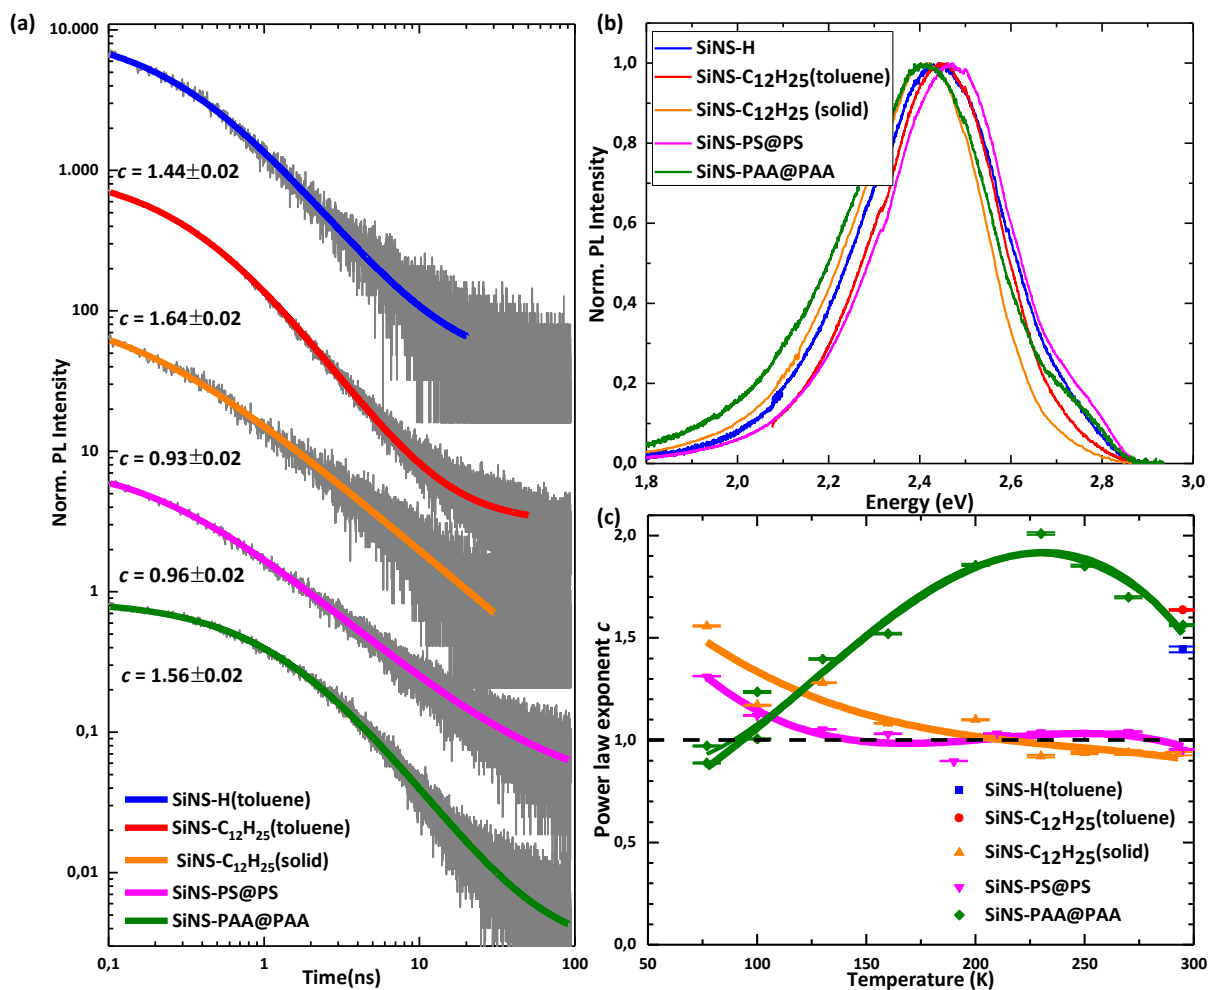 (a)
10.000
1.000
100
10
1
0,1
0,01
Norm. PL Intensity
c = 1.44±0.02
c = 1.64±0.02
c = 0.93±0.02
c = 0.96±0.02
c = 1.56±0.02
SiNS-H(toluene)
SiNS-C12H25(toluene)
SiNS-C12H25(solid)
SiNS-PS@PS
SiNS-PAA@PAA
0,1 1 10 100
Time(ns)
(b)
SiNS-H
SiNS-C12H25(toluene)
SiNS-C12H25 (solid)
SiNS-PS@PS
SiNS-PAA@PAA
1,0
0,8
0,6
0,4
0,2
0,0
Norm. PL Intensity
1,8 2,0 2,2 2,4 2,6 2,8 3,0
Energy (eV)
(c)
2,0
1,5
1,0
0,5
0,0
Power law exponent c
SiNS-H(toluene)
SiNS-C12H25(toluene)
SiNS-C12H25(solid)
SiNS-PS@PS
SiNS-PAA@PAA
50 100 150 200 250 300
Temperature (K)